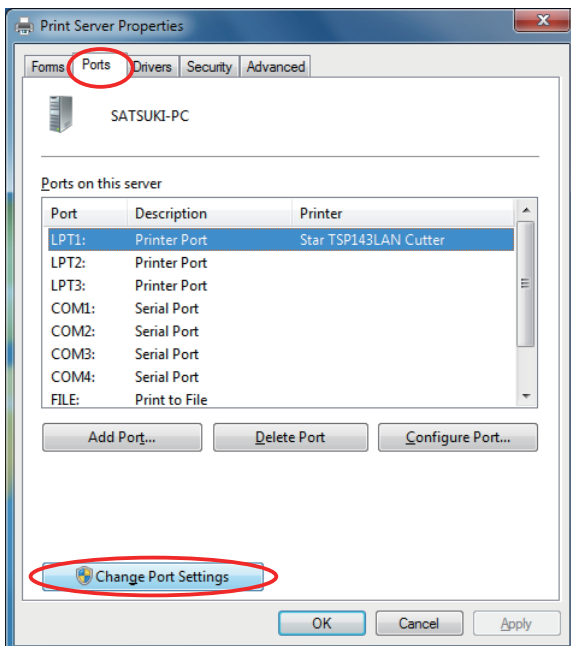 Print Server Properties
Forms Ports Drivers Security Advanced
SATSUKI-PC
Ports on this server
Port Description Printer
LPT1: Printer Port Star TSP143LAN Cutter
LPT2: Printer Port
LPT3: Printer Port
COM1: Serial Port
COM2: Serial Port
COM3: Serial Port
COM4: Serial Port
FILE: Print to File
Add Port... Delete Port Configure Port...
Change Port Settings
OK Cancel Apply